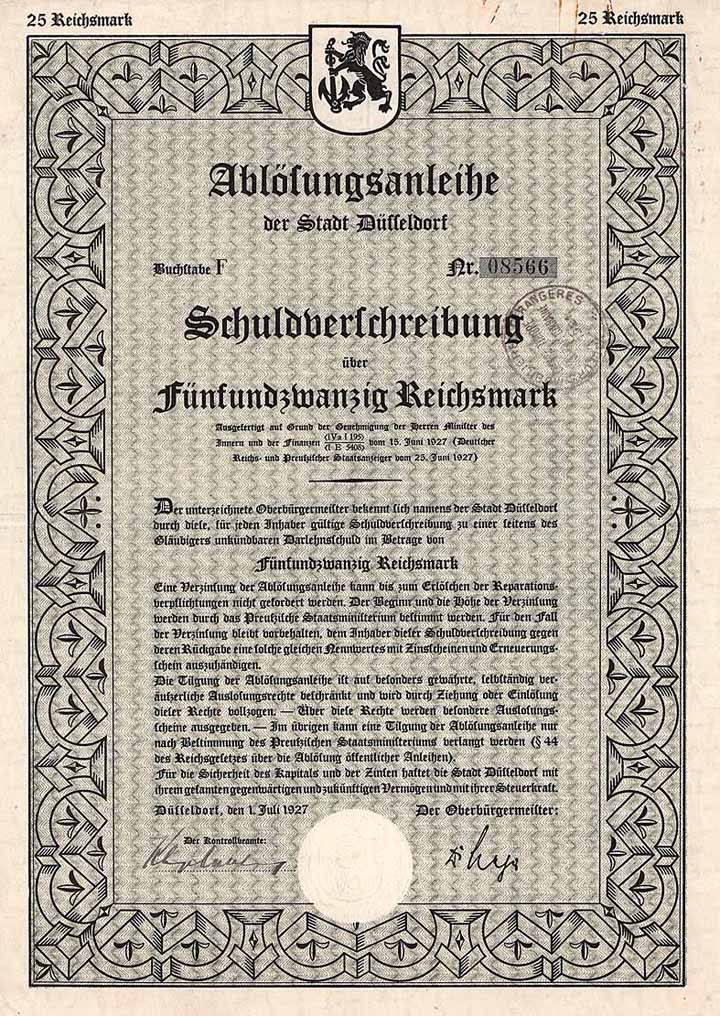 25 Reichsmark
25 Reichsmark
Ablösungsanleihe
der Stadt Düsseldorf
Buchstabe F
Nr. 08566
Schuldverschreibung
über
Fünfundzwanzig Reichsmark
Ausgefertigt auf Grund der Genehmigung der Herren Minister des
Innern und der Finanzen (IVa I 195) (I E 5408) vom 15. Juni 1927 (Deutscher
Reichs- und Preußischer Staatsanzeiger vom 25. Juni 1927)
Der unterzeichnete Oberbürgermeister bekennt sich namens der Stadt Düsseldorf
durch diese, für jeden Inhaber gültige Schuldverschreibung zu einer seitens des
Gläubigers unkündbaren Darlehnsschuld im Betrage von
Fünfundzwanzig Reichsmark
Eine Verzinsung der Ablösungsanleihe kann bis zum Erlöschen der Reparations-
verpflichtungen nicht gefordert werden. Der Beginn und die Höhe der Verzinsung
werden durch das Preußische Staatsministerium bestimmt werden. Für den Fall
der Verzinsung bleibt vorbehalten, dem Inhaber dieser Schuldverschreibung gegen
deren Rückgabe eine solche gleichen Nennwertes mit Zinsscheinen und Erneuerungs-
schein auszuhändigen.
Die Tilgung der Ablösungsanleihe ist auf besonders gewährte, selbständig ver-
äußerliche Auslosungsrechte beschränkt und wird durch Ziehung oder Einlösung
dieser Rechte vollzogen. — Über diese Rechte werden besondere Auslosungs-
scheine ausgegeben. — Im übrigen kann eine Tilgung der Ablösungsanleihe nur
nach Bestimmung des Preußischen Staatsministeriums verlangt werden (§ 44
des Reichsgesetzes über die Ablösung öffentlicher Anleihen).
Für die Sicherheit des Kapitals und der Zinsen haftet die Stadt Düsseldorf mit
ihrem gesamten gegenwärtigen und zukünftigen Vermögen und mit ihrer Steuerkraft.
Düsseldorf, den 1. Juli 1927
Der Oberbürgermeister:
Der Kontrollbeamte: